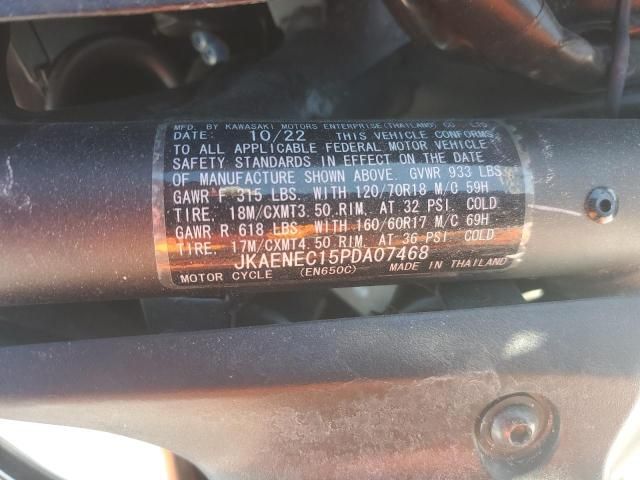 MFD. BY KAWASAKI MOTORS ENTERPRISE(THAILAND) CO., LTD.
DATE: 10/22 THIS VEHICLE CONFORMS
TO ALL APPLICABLE FEDERAL MOTOR VEHICLE
SAFETY STANDARDS IN EFFECT ON THE DATE
OF MANUFACTURE SHOWN ABOVE. GVWR 933 LBS
GAWR F 315 LBS. WITH 120/70R18 M/C 59H
TIRE. 18M/CXMT3.50 RIM. AT 32 PSI COLD
GAWR R 618 LBS. WITH 160/60R17 M/C 69H
TIRE. 17M/CXMT4.50 RIM. AT 36 PSI COLD
JKAENEC15PDA07468
MOTOR CYCLE (EN650C) MADE IN THAILAND